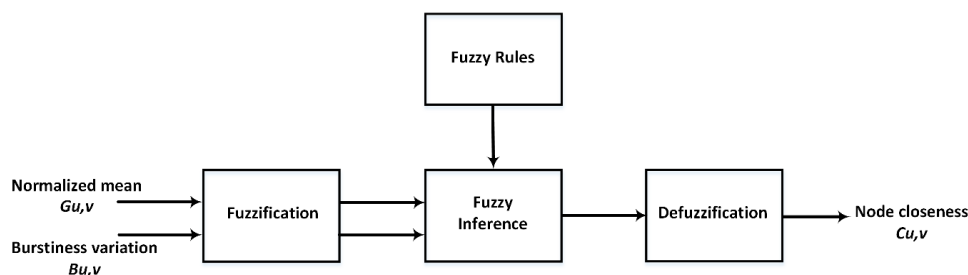 Fuzzy Rules
Normalized mean
Gu,v
Burstiness variation
Bu,v
Fuzzification
Fuzzy
Inference
Defuzzification
Node closeness
Cu,v